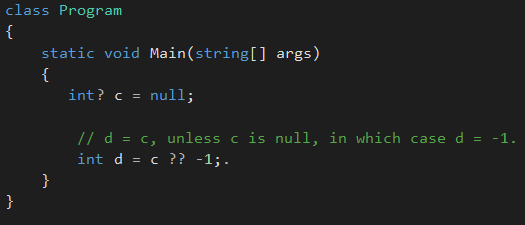 class Program
{
    static void Main(string[] args)
    {
       int? c = null;

        // d = c, unless c is null, in which case d = -1.
        int d = c ?? -1;.
    }
}